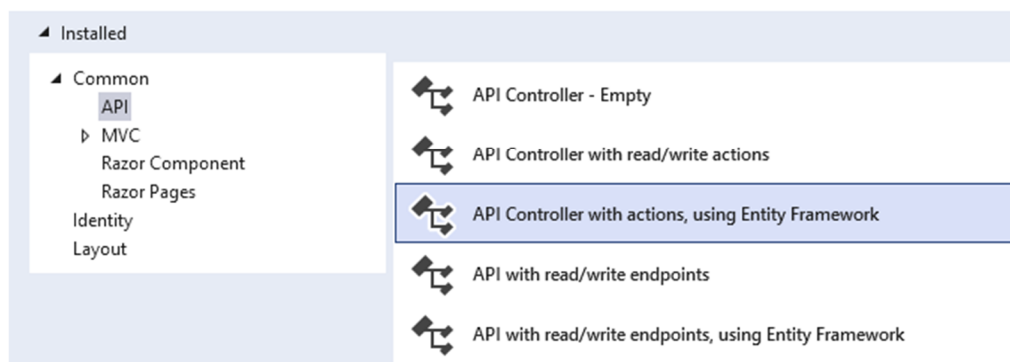 Installed
Common
API
MVC
Razor Component
Razor Pages
Identity
Layout
API Controller - Empty
API Controller with read/write actions
API Controller with actions, using Entity Framework
API with read/write endpoints
API with read/write endpoints, using Entity Framework